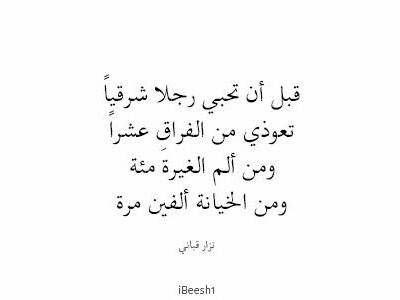 قبل أن تحبي رجلا شرقياً
تعوذي من الفراقِ عشراً
ومن ألم الغيرة مئة
ومن الخيانة ألفين مرة
نزار قباني
iBeesh1